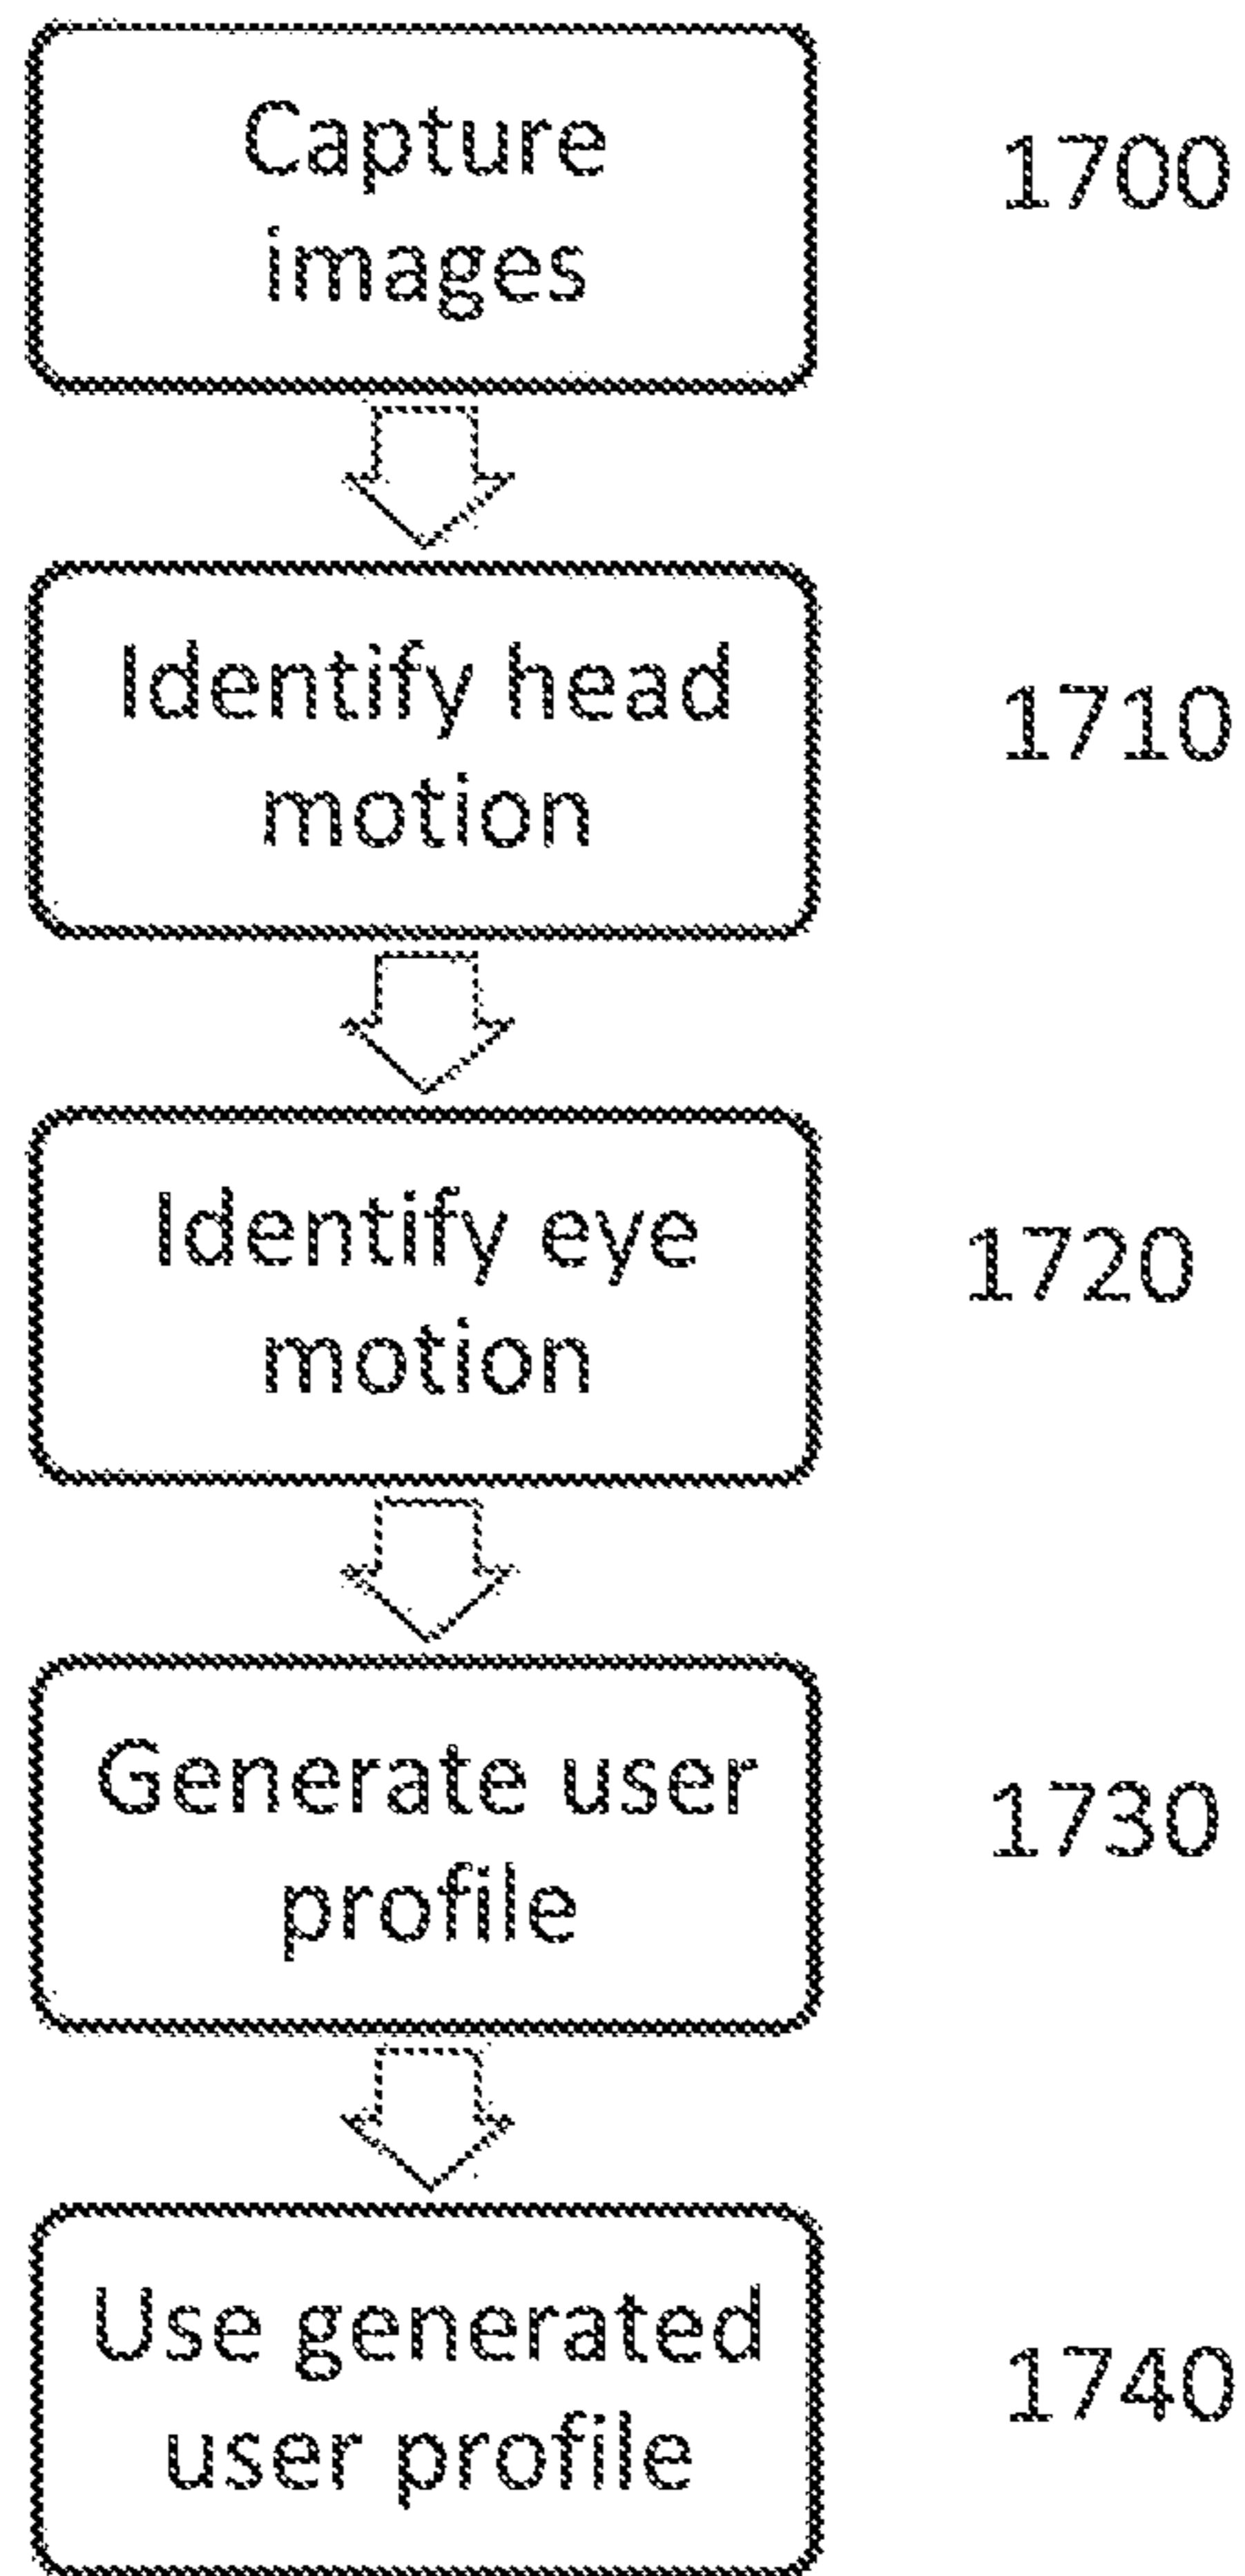 Capture
images
1700
Identify head
motion
1710
Identify eye
motion
1720
Generate user
profile
1730
Use generated
user profile
1740